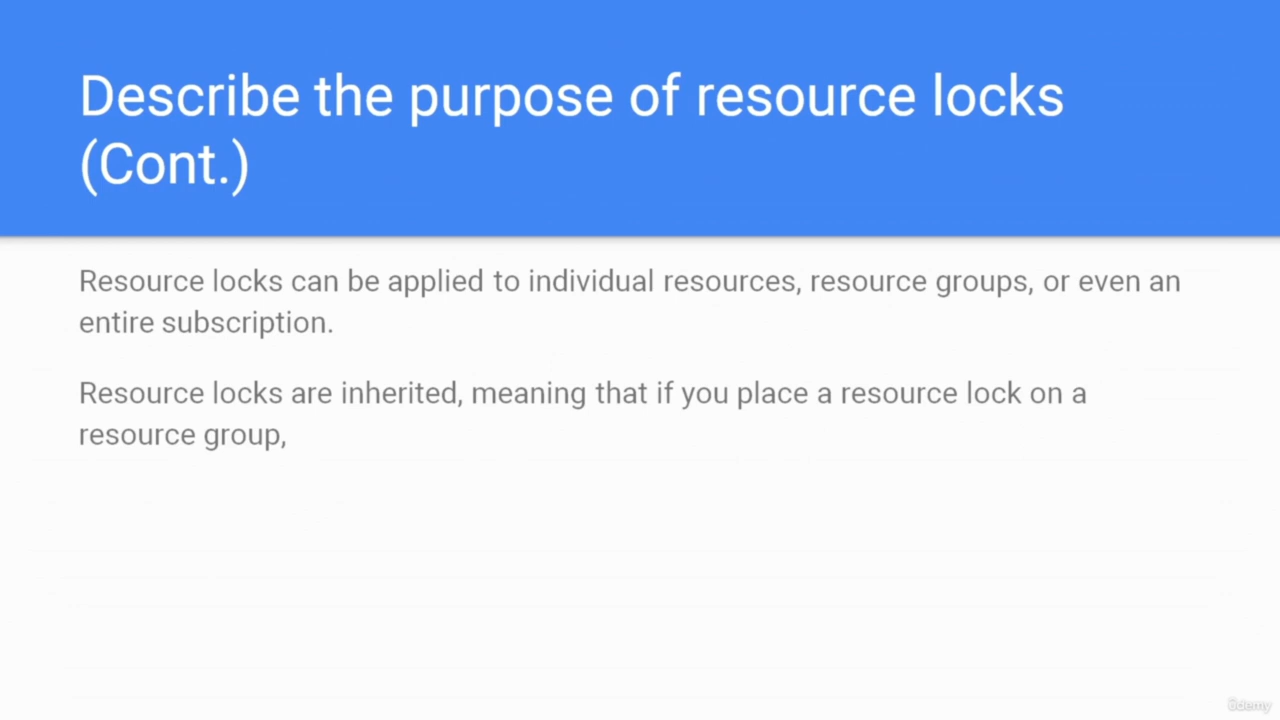 Describe the purpose of resource locks
(Cont.)
Resource locks can be applied to individual resources, resource groups, or even an
entire subscription.
Resource locks are inherited, meaning that if you place a resource lock on a
resource group,
ûdemy